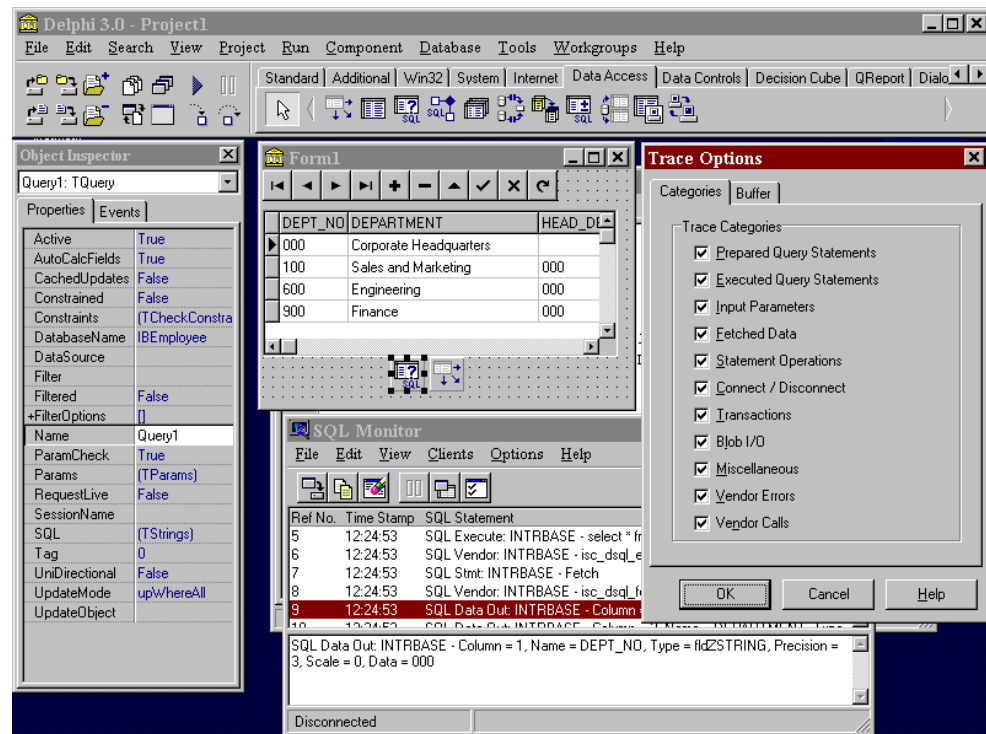 Delphi 3.0 - Project1
File Edit Search View Project Run Component Database Tools Workgroups Help
Standard Additional Win32 System Internet Data Access Data Controls Decision Cube QReport Dialo
SQL SQL SQL
Object Inspector
Query1: TQuery
Properties Events
Active True
AutoCalcFields True
CachedUpdates False
Constrained False
Constraints (TCheckConstra
DatabaseName IBEmployee
DataSource
Filter
Filtered False
+FilterOptions []
Name Query1
ParamCheck True
Params (TParams)
RequestLive False
SessionName
SQL (TStrings)
Tag 0
UniDirectional False
UpdateMode upWhereAll
UpdateObject
Form1
DEPT_NO DEPARTMENT HEAD_DE
000 Corporate Headquarters
100 Sales and Marketing 000
600 Engineering 000
900 Finance 000
SQL
SQL Monitor
File Edit View Clients Options Help
Ref No. Time Stamp SQL Statement
5 12:24:53 SQL Execute: INTRBASE - select * fr
6 12:24:53 SQL Vendor: INTRBASE - isc_dsql_e
7 12:24:53 SQL Stmt: INTRBASE - Fetch
8 12:24:53 SQL Vendor: INTRBASE - isc_dsql_f
9 12:24:53 SQL Data Out: INTRBASE - Column
SQL Data Out: INTRBASE - Column = 1, Name = DEPT_NO, Type = fldZSTRING, Precision =
3, Scale = 0, Data = 000
Disconnected
Trace Options
Categories Buffer
Trace Categories
Prepared Query Statements
Executed Query Statements
Input Parameters
Fetched Data
Statement Operations
Connect / Disconnect
Transactions
Blob I/O
Miscellaneous
Vendor Errors
Vendor Calls
OK Cancel Help